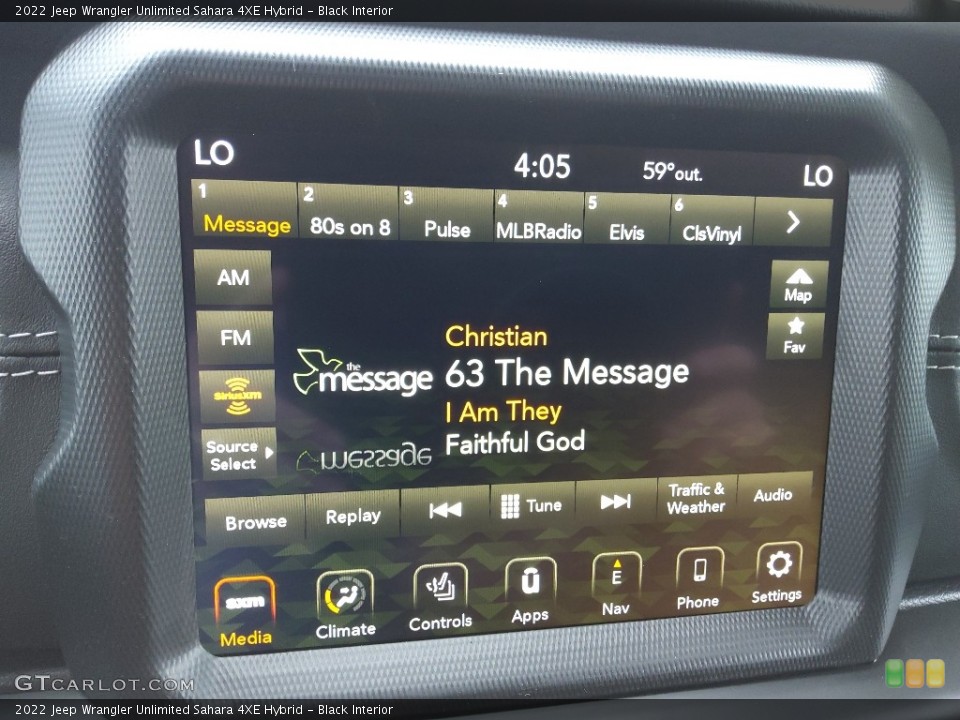 2022 Jeep Wrangler Unlimited Sahara 4XE Hybrid - Black Interior
LO 4:05 59°out. LO
1 Message 2 80s on 8 3 Pulse 4 MLBRadio 5 Elvis 6 ClsVinyl
AM
Map
FM
Fav
SiriusXM
Source Select
the message
Christian
63 The Message
I Am They
Faithful God
message
Browse Replay Tune Traffic & Weather Audio
sxm
E
Media Climate Controls Apps Nav Phone Settings
GTCARLOT.COM
2022 Jeep Wrangler Unlimited Sahara 4XE Hybrid - Black Interior